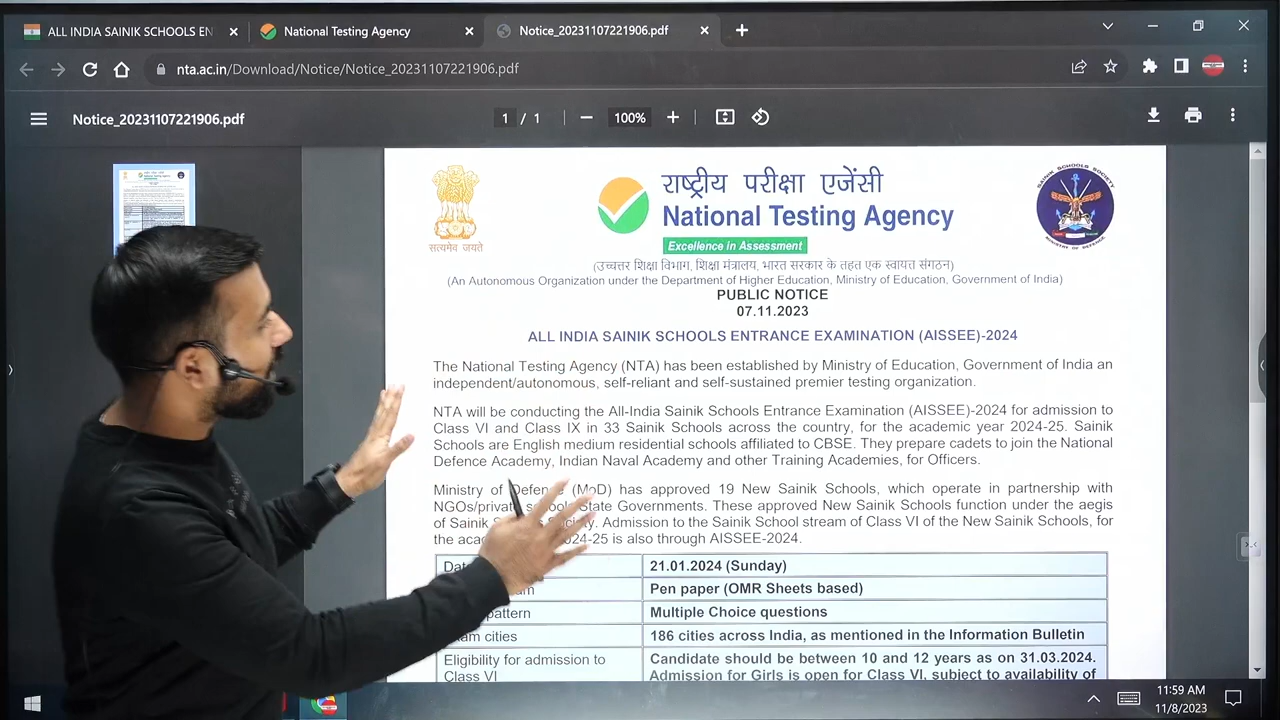 ALL INDIA SAINIK SCHOOLS EN
National Testing Agency
Notice_20231107221906.pdf
nta.ac.in/Download/Notice/Notice_20231107221906.pdf
Notice_20231107221906.pdf
1 / 1
100%
सत्यमेव जयते
राष्ट्रीय परीक्षा एजेंसी
National Testing Agency
Excellence in Assessment
(उच्चत्तर शिक्षा विभाग, शिक्षा मंत्रालय, भारत सरकार के तहत एक स्वायत्त संगठन)
(An Autonomous Organization under the Department of Higher Education, Ministry of Education, Government of India)
PUBLIC NOTICE
07.11.2023
ALL INDIA SAINIK SCHOOLS ENTRANCE EXAMINATION (AISSEE)-2024
The National Testing Agency (NTA) has been established by Ministry of Education, Government of India an
independent/autonomous, self-reliant and self-sustained premier testing organization.
NTA will be conducting the All-India Sainik Schools Entrance Examination (AISSEE)-2024 for admission to
Class VI and Class IX in 33 Sainik Schools across the country, for the academic year 2024-25. Sainik
Schools are English medium residential schools affiliated to CBSE. They prepare cadets to join the National
Defence Academy, Indian Naval Academy and other Training Academies, for Officers.
Ministry of Defence (MoD) has approved 19 New Sainik Schools, which operate in partnership with
NGOs/private schools/State Governments. These approved New Sainik Schools function under the aegis
of Sainik Society. Admission to the Sainik School stream of Class VI of the New Sainik Schools, for
the 24-25 is also through AISSEE-2024.
21.01.2024 (Sunday)
Pen paper (OMR Sheets based)
pattern Multiple Choice questions
cities 186 cities across India, as mentioned in the Information Bulletin
Eligibility for admission to Candidate should be between 10 and 12 years as on 31.03.2024.
Class VI Admission for Girls is open for Class VI, subject to availability of
11:59 AM
11/8/2023